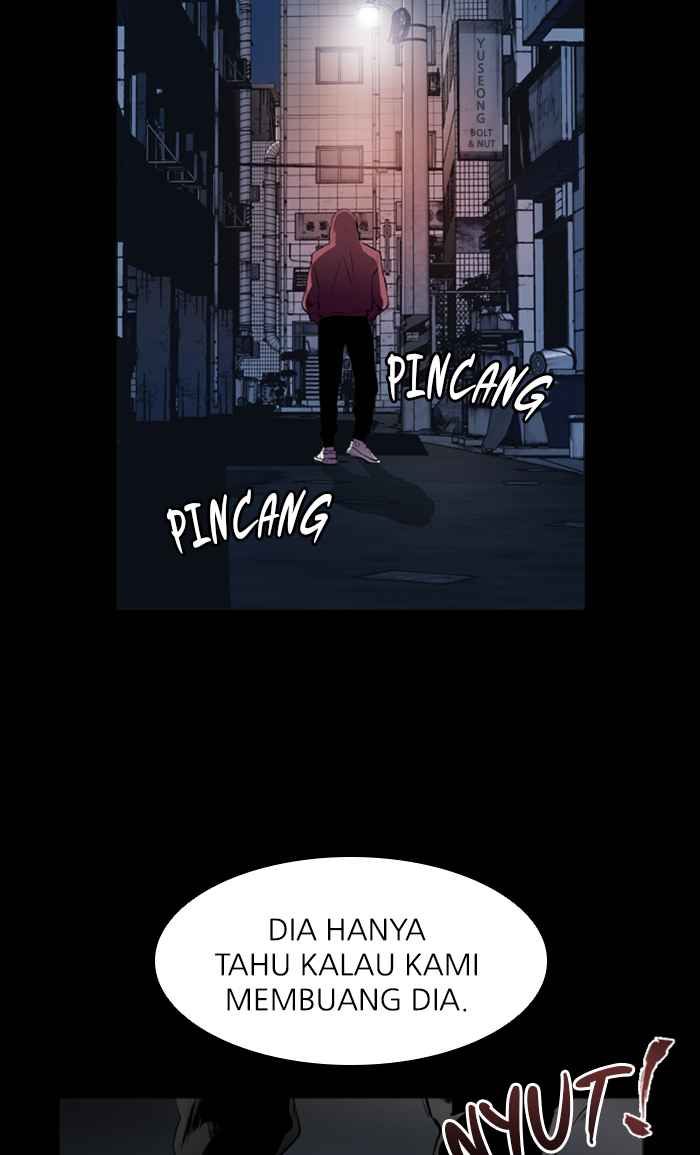 YUSEONG
BOLT
& NUT
PINCANG
PINCANG
DIA HANYA
TAHU KALAU KAMI
MEMBUANG DIA.
NYUT!